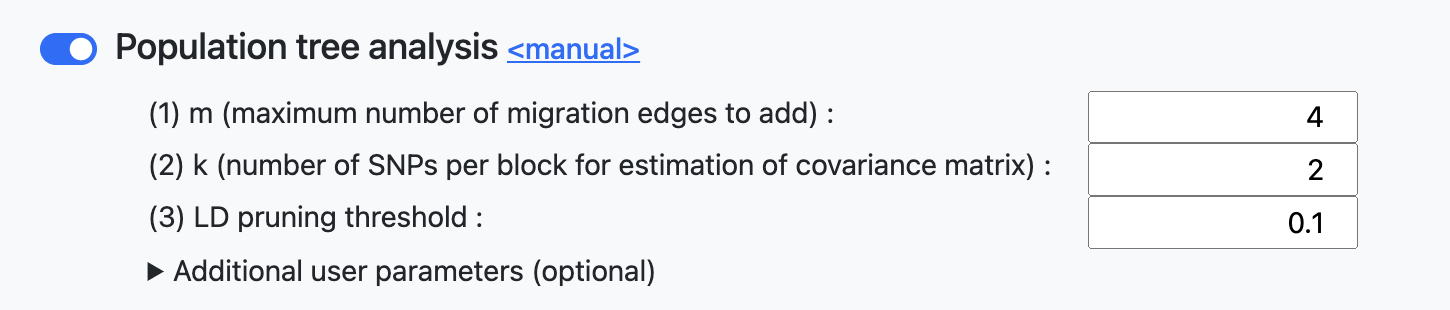 Population tree analysis <manual>
(1) m (maximum number of migration edges to add) : 4
(2) k (number of SNPs per block for estimation of covariance matrix) : 2
(3) LD pruning threshold : 0.1
▶ Additional user parameters (optional)